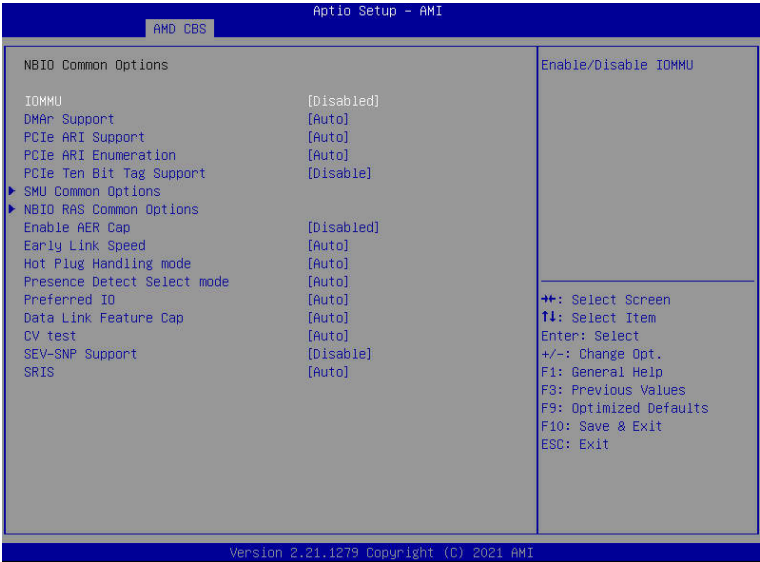 Aptio Setup – AMI
AMD CBS
NBIO Common Options
Enable/Disable IOMMU
IOMMU [Disabled]
DMAr Support [Auto]
PCIe ARI Support [Auto]
PCIe ARI Enumeration [Auto]
PCIe Ten Bit Tag Support [Disable]
SMU Common Options
NBIO RAS Common Options
Enable AER Cap [Disabled]
Early Link Speed [Auto]
Hot Plug Handling mode [Auto]
Presence Detect Select mode [Auto]
Preferred IO [Auto]
Data Link Feature Cap [Auto]
CV test [Auto]
SEV-SNP Support [Disable]
SRIS [Auto]
→←: Select Screen
↑↓: Select Item
Enter: Select
+/-: Change Opt.
F1: General Help
F3: Previous Values
F9: Optimized Defaults
F10: Save & Exit
ESC: Exit
Version 2.21.1279 Copyright (C) 2021 AMI